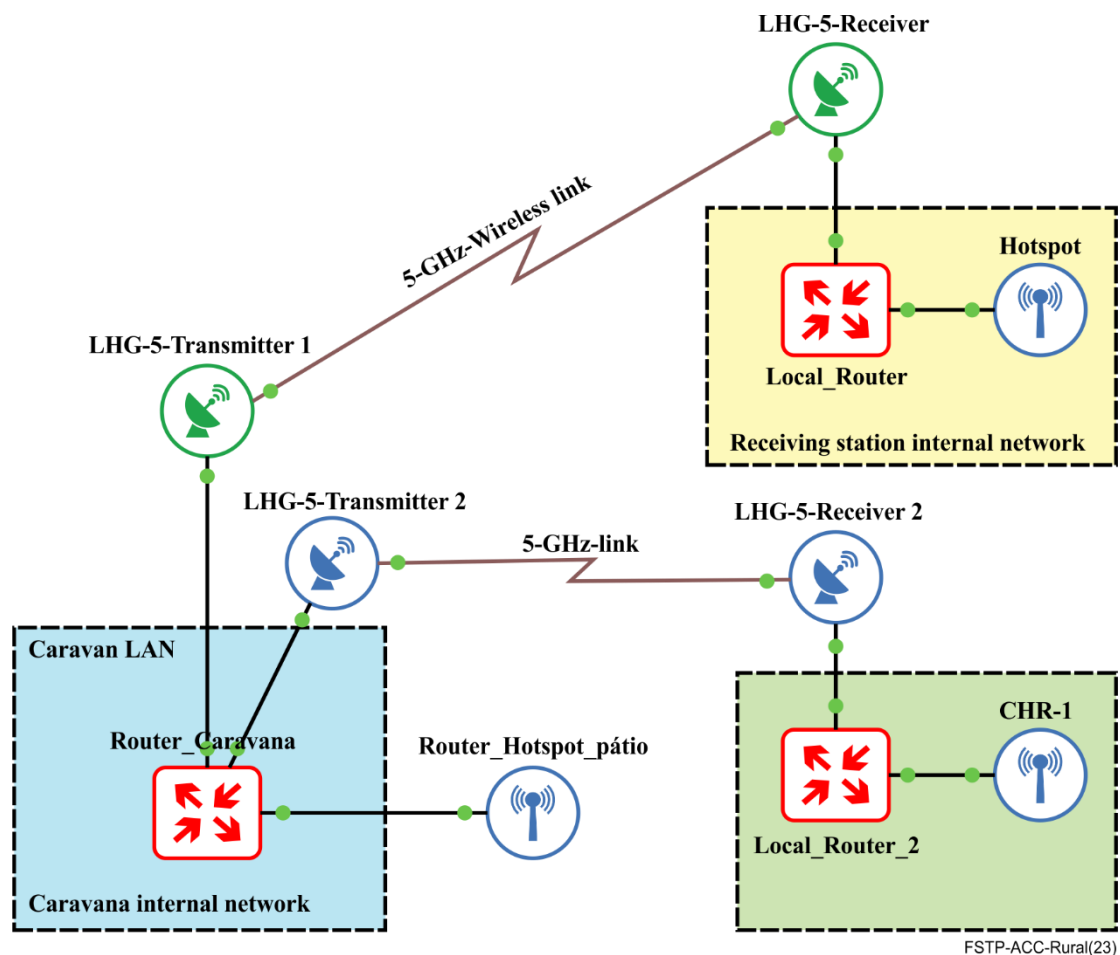 LHG-5-Receiver
5-GHz-Wireless link
Hotspot
LHG-5-Transmitter 1
Local_Router
Receiving station internal network
LHG-5-Transmitter 2
LHG-5-Receiver 2
5-GHz-link
Caravan LAN
CHR-1
Router_Caravana
Router_Hotspot_pátio
Local_Router_2
Caravana internal network
FSTP-ACC-Rural(23)